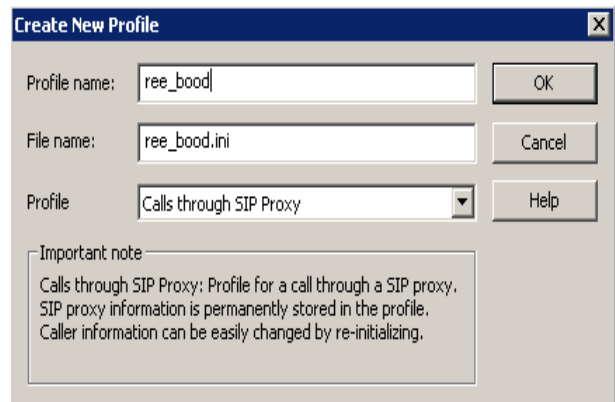 Create New Profile
Profile name: ree_bood OK
File name: ree_bood.ini Cancel
Profile Calls through SIP Proxy Help
Important note
Calls through SIP Proxy: Profile for a call through a SIP proxy.
SIP proxy information is permanently stored in the profile.
Caller information can be easily changed by re-initializing.